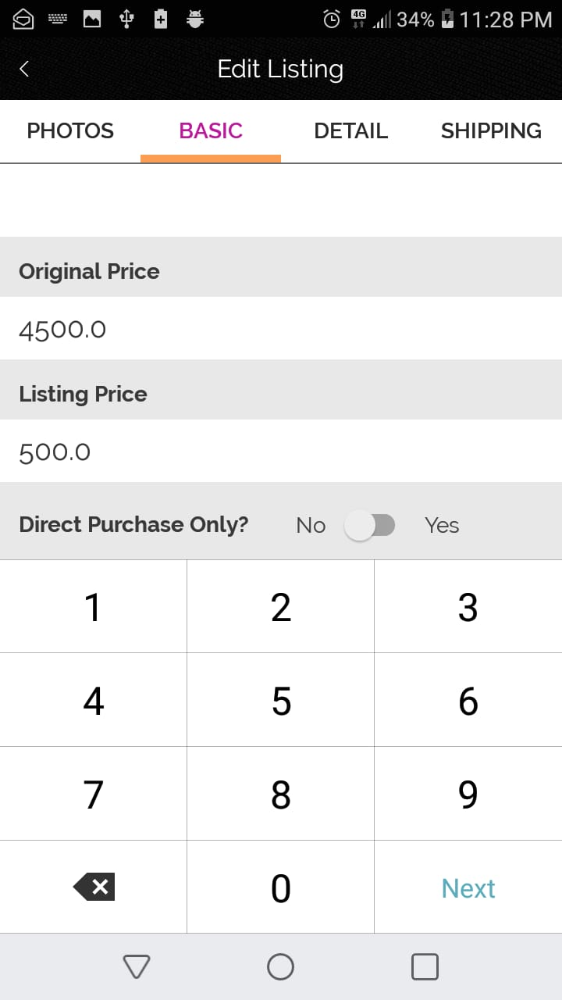 4G 34% 11:28 PM
Edit Listing
PHOTOS BASIC DETAIL SHIPPING
Original Price
4500.0
Listing Price
500.0
Direct Purchase Only? No Yes
1 2 3
4 5 6
7 8 9
0 Next